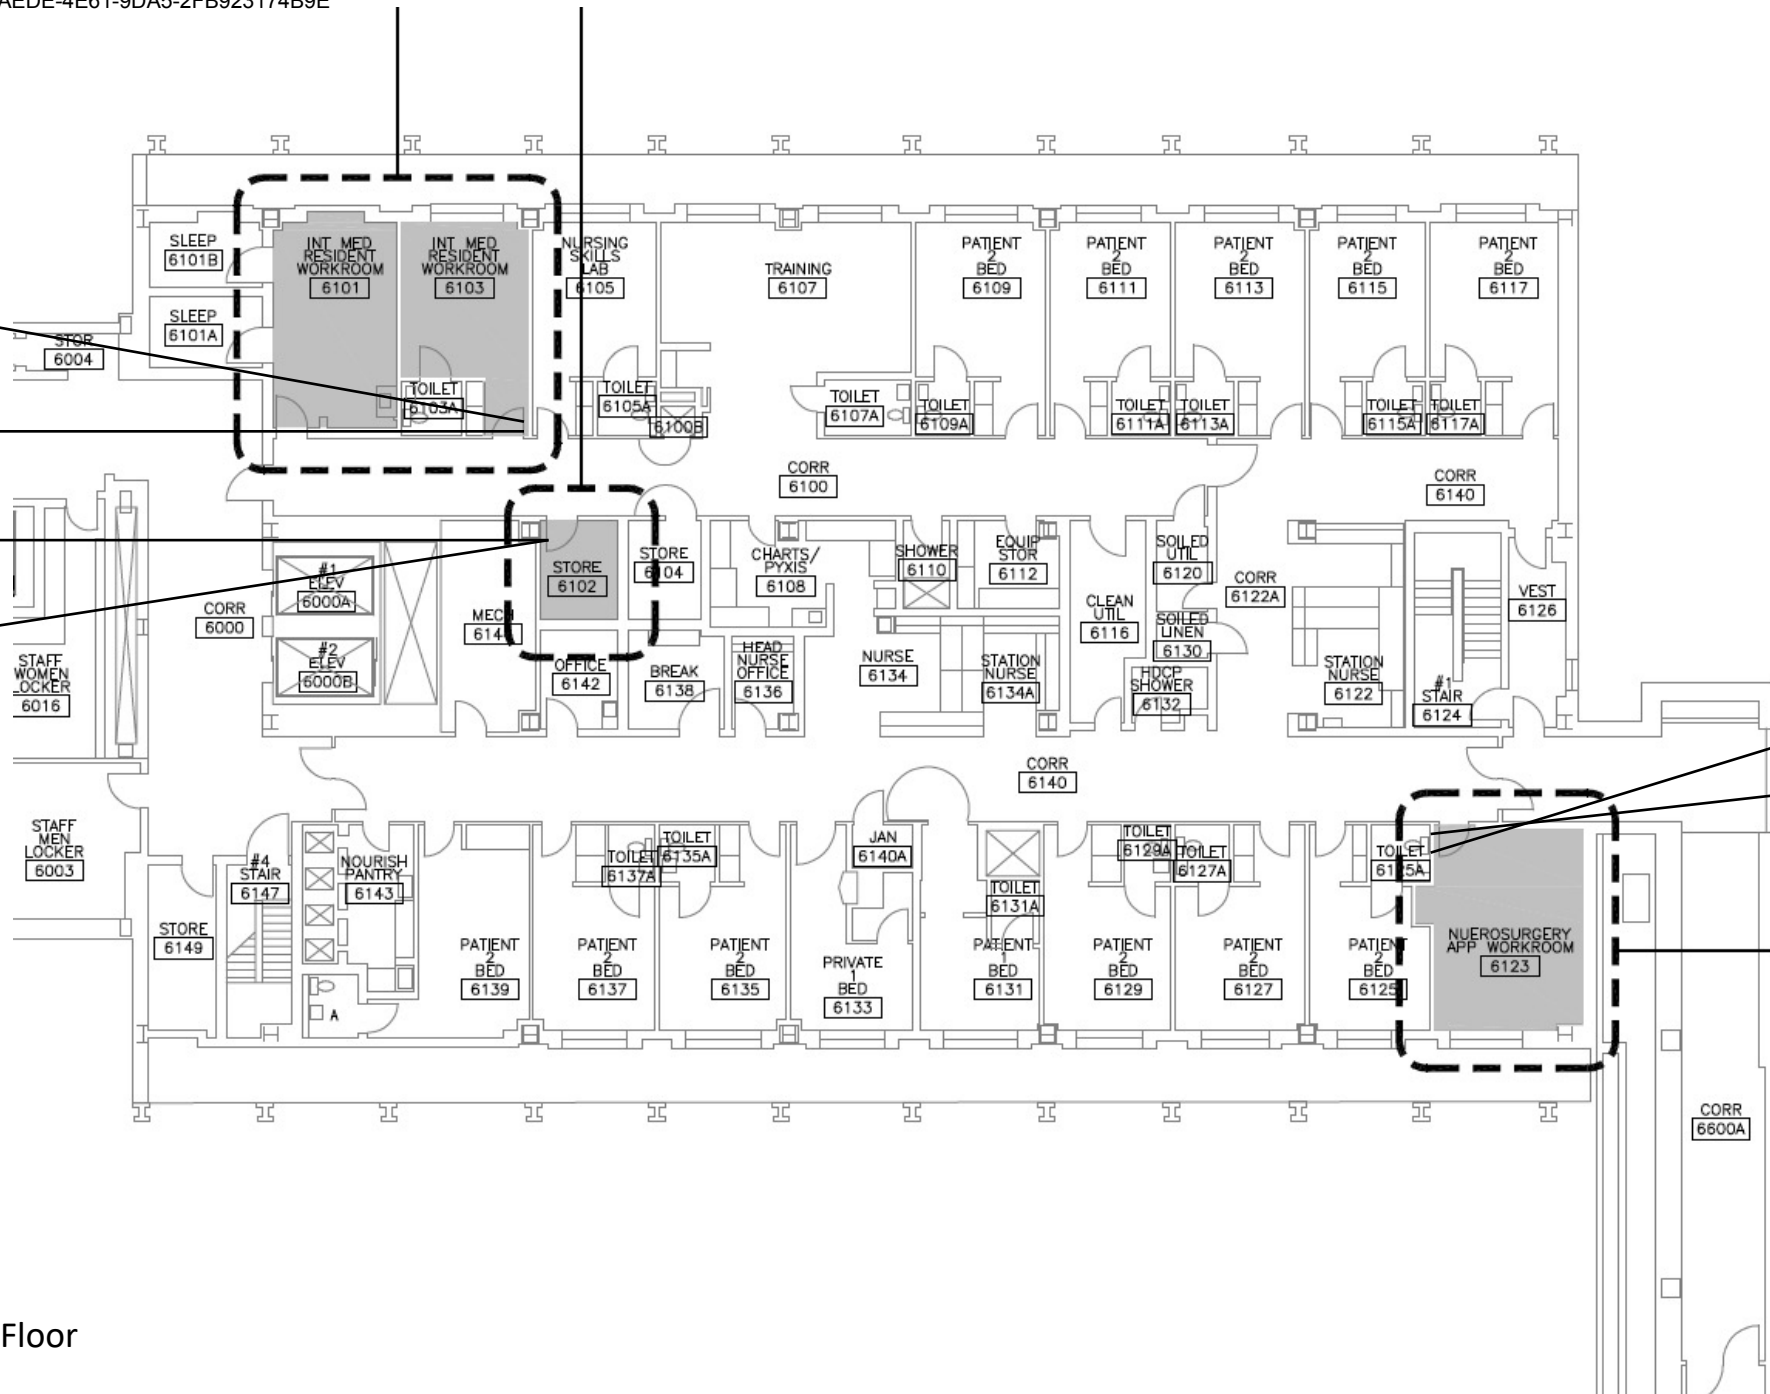 AEDE-4E61-9DA5-2FB923174B9E
SLEEP
6101B
SLEEP
6101A
STOR
6004
INT MED
RESIDENT
WORKROOM
6101
INT MED
RESIDENT
WORKROOM
6103
TOILET
6103A
NURSING
SKILLS
LAB
6105
TOILET
6105A
6100B
TRAINING
6107
TOILET
6107A
PATIENT
2
BED
6109
TOILET
6109A
PATIENT
2
BED
6111
TOILET
6111A
PATIENT
2
BED
6113
TOILET
6113A
PATIENT
2
BED
6115
TOILET
6115A
PATIENT
2
BED
6117
TOILET
6117A
CORR
6100
CORR
6140
CORR
6000
#1
ELEV
6000A
#2
ELEV
6000B
MECH
STORE
6102
STORE
6104
CHARTS/
PYXIS
6108
SHOWER
6110
EQUIP
STOR
6112
CLEAN
UTIL
6116
SOILED
UTIL
6120
SOILED
LINEN
6130
HDCP
SHOWER
6132
CORR
6122A
STATION
NURSE
6122
#1
STAIR
6124
VEST
6126
OFFICE
6142
BREAK
6138
HEAD
NURSE
OFFICE
6136
NURSE
6134
STATION
NURSE
6134A
STAFF
WOMEN
LOCKER
6016
STAFF
MEN
LOCKER
6003
CORR
6140
STORE
6149
#4
STAIR
6147
NOURISH
PANTRY
6143
A
PATIENT
2
BED
6139
TOILET
6137A
PATIENT
2
BED
6137
TOILET
6135A
PATIENT
2
BED
6135
JAN
6140A
PRIVATE
1
BED
6133
TOILET
6131A
PATIENT
1
BED
6131
TOILET
6129A
PATIENT
2
BED
6129
TOILET
6127A
PATIENT
2
BED
6127
TOILET
6125A
PATIENT
2
BED
6125
NUEROSURGERY
APP WORKROOM
6123
CORR
6600A
Floor